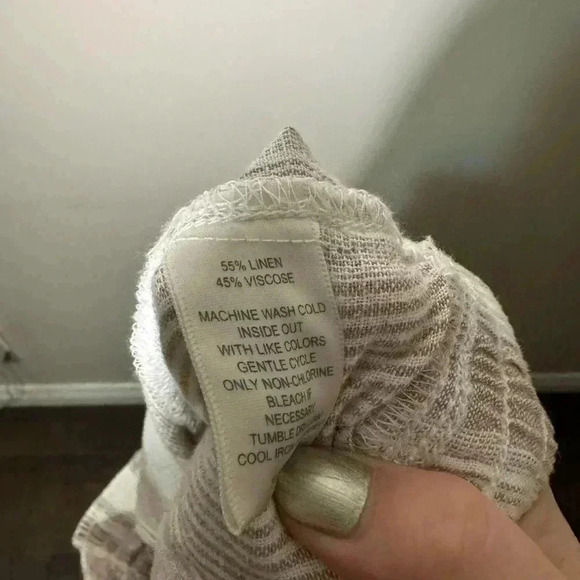 55% LINEN
45% VISCOSE
MACHINE WASH COLD
INSIDE OUT
WITH LIKE COLORS
GENTLE CYCLE
ONLY NON-CHLORINE
BLEACH IF
NECESSARY
TUMBLE
COOL IRON